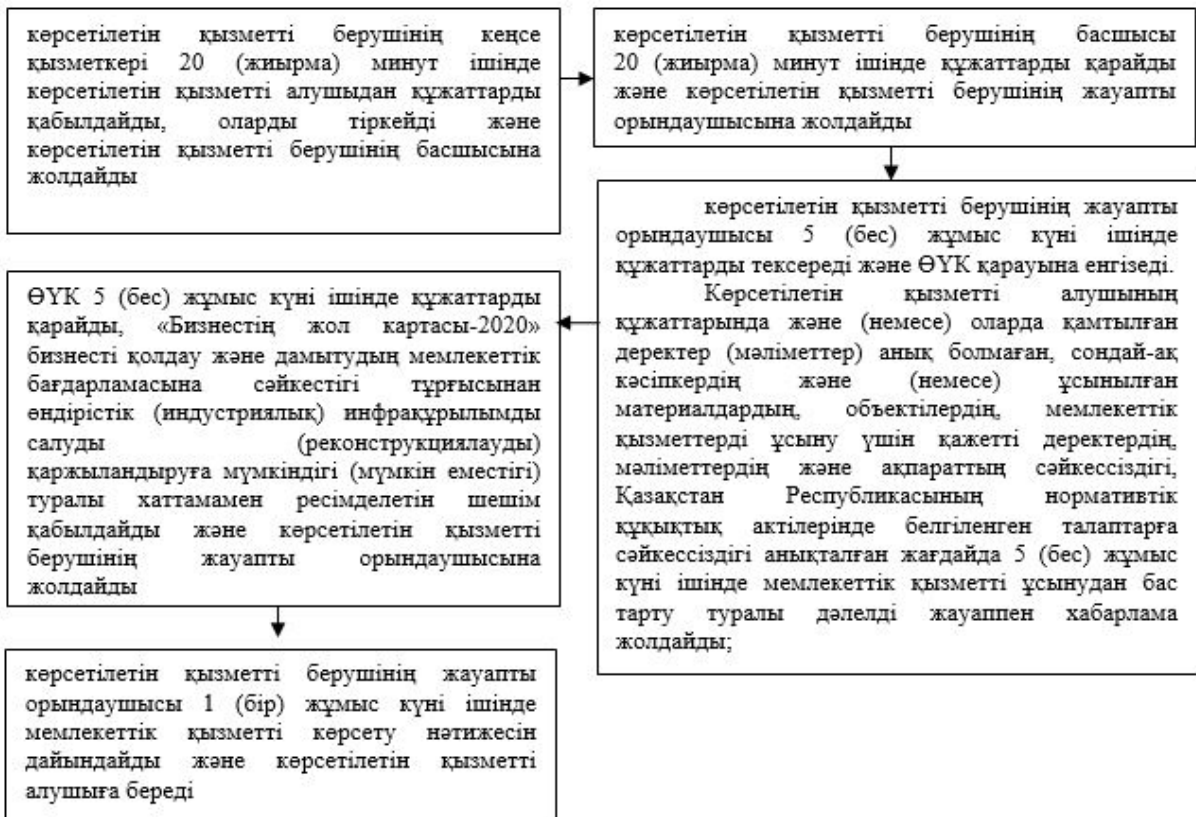 көрсетілетін қызметті берушінің кеңсе
қызметкері 20 (жиырма) минут ішінде
көрсетілетін қызметті алушыдан құжаттарды
қабылдайды, оларды тіркейді және
көрсетілетін қызметті берушінің басшысына
жолдайды
көрсетілетін қызметті берушінің басшысы
20 (жиырма) минут ішінде құжаттарды қарайды
және көрсетілетін қызметті берушінің жауапты
орындаушысына жолдайды
көрсетілетін қызметті берушінің жауапты
орындаушысы 5 (бес) жұмыс күні ішінде
құжаттарды тексереді және ӨҮК қарауына енгізеді.
Көрсетілетін қызметті алушының
құжаттарында және (немесе) оларда қамтылған
деректер (мәліметтер) анық болмаған, сондай-ақ
кәсіпкердің және (немесе) ұсынылған
материалдардың, объектілердің, мемлекеттік
қызметтерді ұсыну үшін қажетті деректердің,
мәліметтердің және ақпараттың сәйкессіздігі,
Қазақстан Республикасының нормативтік
құқықтық актілерінде белгіленген талаптарға
сәйкессіздігі анықталған жағдайда 5 (бес) жұмыс
күні ішінде мемлекеттік қызметті ұсынудан бас
тарту туралы дәлелді жауаппен хабарлама
жолдайды;
ӨҮК 5 (бес) жұмыс күні ішінде құжаттарды
қарайды, «Бизнестің жол картасы-2020»
бизнесті қолдау және дамытудың мемлекеттік
бағдарламасына сәйкестігі тұрғысынан
өндірістік (индустриялық) инфрақұрылымды
салуды (реконструкциялауды)
қаржыландыруға мүмкіндігі (мүмкін еместігі)
туралы хаттамамен ресімделетін шешім
қабылдайды және көрсетілетін қызметті
берушінің жауапты орындаушысына
жолдайды
көрсетілетін қызметті берушінің жауапты
орындаушысы 1 (бір) жұмыс күні ішінде
мемлекеттік қызметті көрсету нәтижесін
дайындайды және көрсетілетін қызметті
алушыға береді